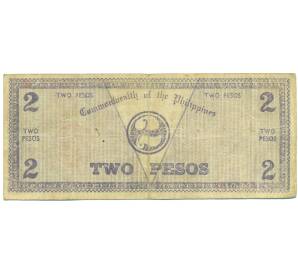 2 TWO PESOS TWO PESOS 2
Commonwealth of the Philippines
TWO PESOS TWO PESOS
2 TWO PESOS 2